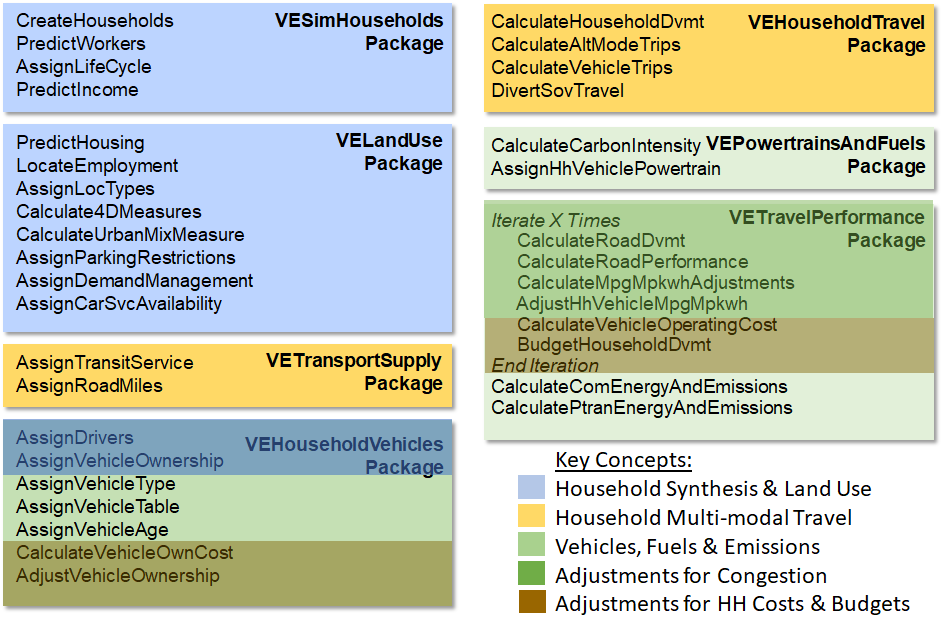 CreateHouseholds
PredictWorkers
AssignLifeCycle
PredictIncome
VESimHouseholds
Package
PredictHousing
LocateEmployment
AssignLocTypes
Calculate4DMeasures
CalculateUrbanMixMeasure
AssignParkingRestrictions
AssignDemandManagement
AssignCarSvcAvailability
VELandUse
Package
AssignTransitService
AssignRoadMiles
VETransportSupply
Package
AssignDrivers
AssignVehicleOwnership
AssignVehicleType
AssignVehicleTable
AssignVehicleAge
CalculateVehicleOwnCost
AdjustVehicleOwnership
VEHouseholdVehicles
Package
CalculateHouseholdDvmt
CalculateAltModeTrips
CalculateVehicleTrips
DivertSovTravel
VEHouseholdTravel
Package
CalculateCarbonIntensity
AssignHhVehiclePowertrain
VEPowertrainsAndFuels
Package
Iterate X Times
CalculateRoadDvmt
CalculateRoadPerformance
CalculateMpgMpkwhAdjustments
AdjustHhVehicleMpgMpkwh
CalculateVehicleOperatingCost
BudgetHouseholdDvmt
End Iteration
CalculateComEnergyAndEmissions
CalculatePtranEnergyAndEmissions
VETravelPerformance
Package
Key Concepts:
Household Synthesis & Land Use
Household Multi-modal Travel
Vehicles, Fuels & Emissions
Adjustments for Congestion
Adjustments for HH Costs & Budgets